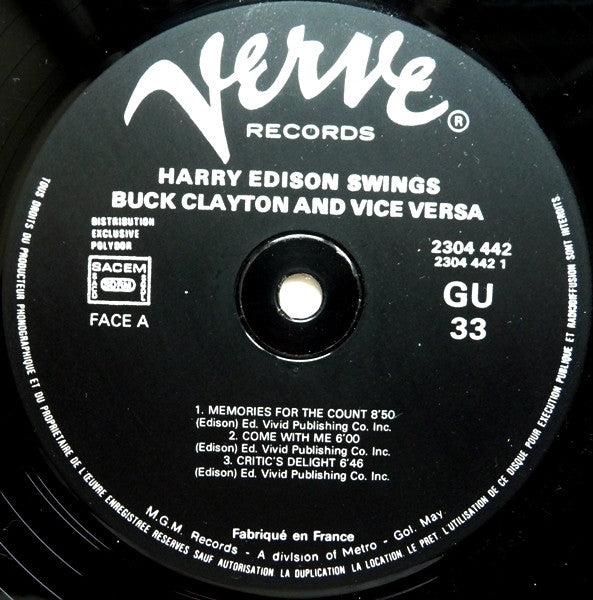 Verve®
RECORDS
HARRY EDISON SWINGS
BUCK CLAYTON AND VICE VERSA
DISTRIBUTION
EXCLUSIVE
POLYDOR
SACEM
FACE A
2304 442
2304 442 1
GU
33
1. MEMORIES FOR THE COUNT 8'50
(Edison) Ed. Vivid Publishing Co. Inc.
2. COME WITH ME 6'00
(Edison) Ed. Vivid Publishing Co. Inc.
3. CRITIC'S DELIGHT 6'46
(Edison) Ed. Vivid Publishing Co. Inc.
Fabriqué en France
M.G.M. Records - A division of Metro - Gol. May.
TOUS DROITS DU PRODUCTEUR PHONOGRAPHIQUE ET DU PROPRIETAIRE DE L'ŒUVRE ENREGISTREE RESERVES SAUF AUTORISATION. LA DUPLICATION, LA LOCATION, LE PRET, L'UTILISATION DE CE DISQUE POUR EXECUTION PUBLIQUE ET RADIODIFFUSION SONT INTERDITS.